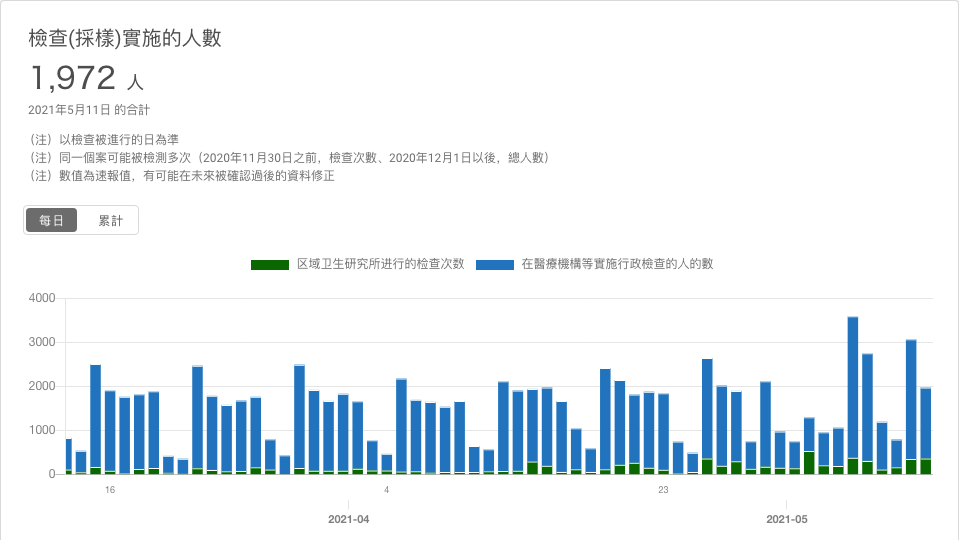 檢查(採樣)實施的人數
1,972 人
2021年5月11日 的合計
（注）以檢查被進行的日為準
（注）同一個案可能被檢測多次（2020年11月30日之前，檢查次數、2020年12月1日以後，總人數）
（注）數值為速報值，有可能在未來被確認過後的資料修正
每日 累計
区域卫生研究所进行的检查次数 在醫療機構等實施行政檢查的人的數
4000
3000
2000
1000
0
16 4 23
2021-04 2021-05